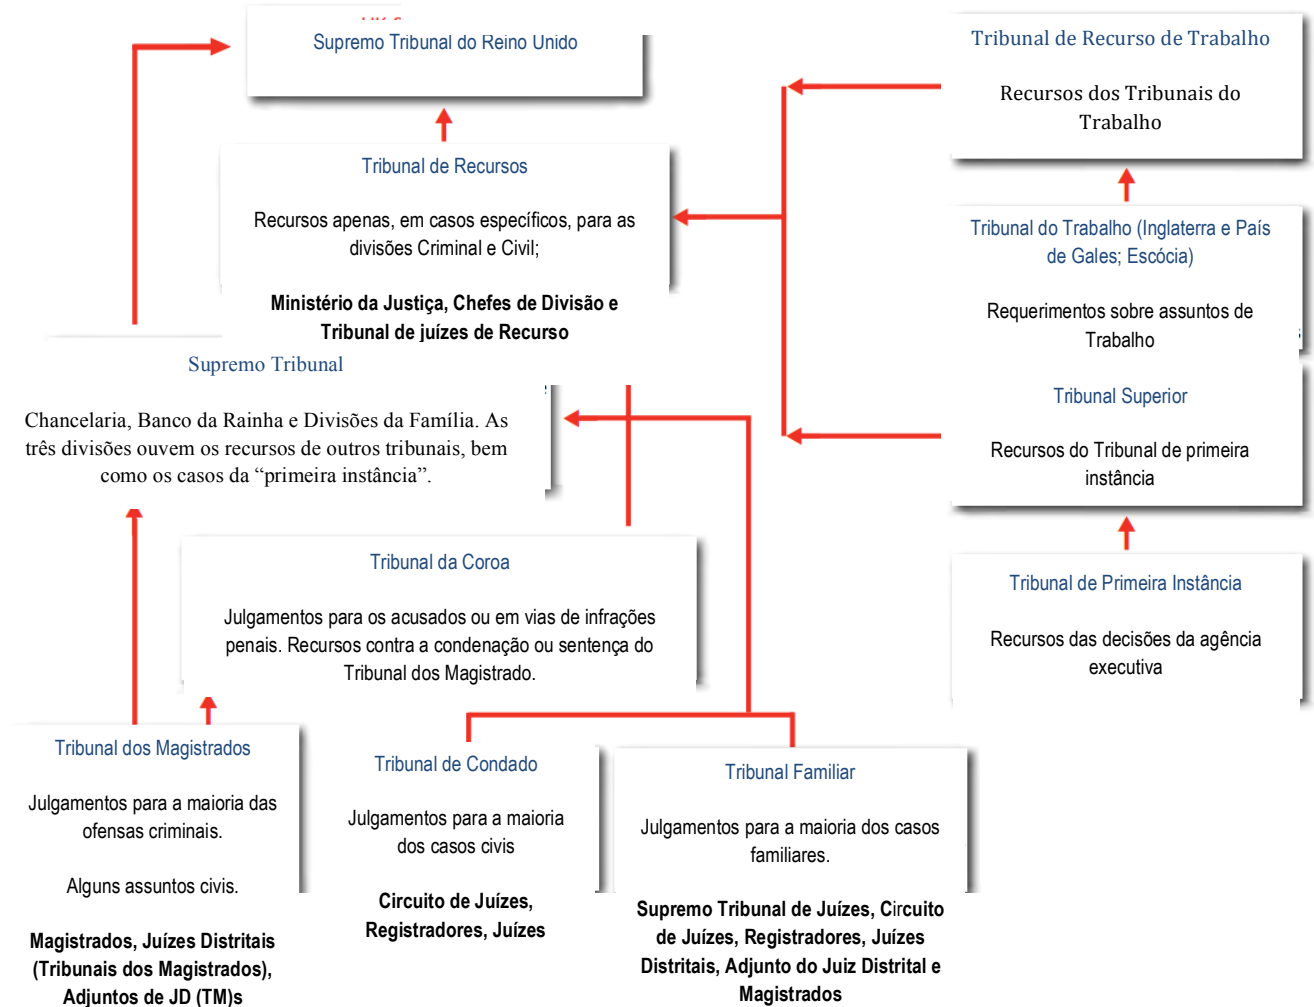 Supremo Tribunal do Reino Unido
Tribunal de Recursos
Recursos apenas, em casos específicos, para as
divisões Criminal e Civil;
Ministério da Justiça, Chefes de Divisão e
Tribunal de juízes de Recurso
Supremo Tribunal
Chancelaria, Banco da Rainha e Divisões da Família. As
três divisões ouvem os recursos de outros tribunais, bem
como os casos da “primeira instância”.
Tribunal da Coroa
Julgamentos para os acusados ou em vias de infrações
penais. Recursos contra a condenação ou sentença do
Tribunal dos Magistrado.
Tribunal dos Magistrados
Julgamentos para a maioria das
ofensas criminais.
Alguns assuntos civis.
Magistrados, Juízes Distritais
(Tribunais dos Magistrados),
Adjuntos de JD (TM)s
Tribunal de Condado
Julgamentos para a maioria
dos casos civis
Circuito de Juízes,
Registradores, Juízes
Tribunal Familiar
Julgamentos para a maioria dos casos
familiares.
Supremo Tribunal de Juízes, Circuito
de Juízes, Registradores, Juízes
Distritais, Adjunto do Juiz Distrital e
Magistrados
Tribunal de Recurso de Trabalho
Recursos dos Tribunais do
Trabalho
Tribunal do Trabalho (Inglaterra e País
de Gales; Escócia)
Requerimentos sobre assuntos de
Trabalho
Tribunal Superior
Recursos do Tribunal de primeira
instância
Tribunal de Primeira Instância
Recursos das decisões da agência
executiva